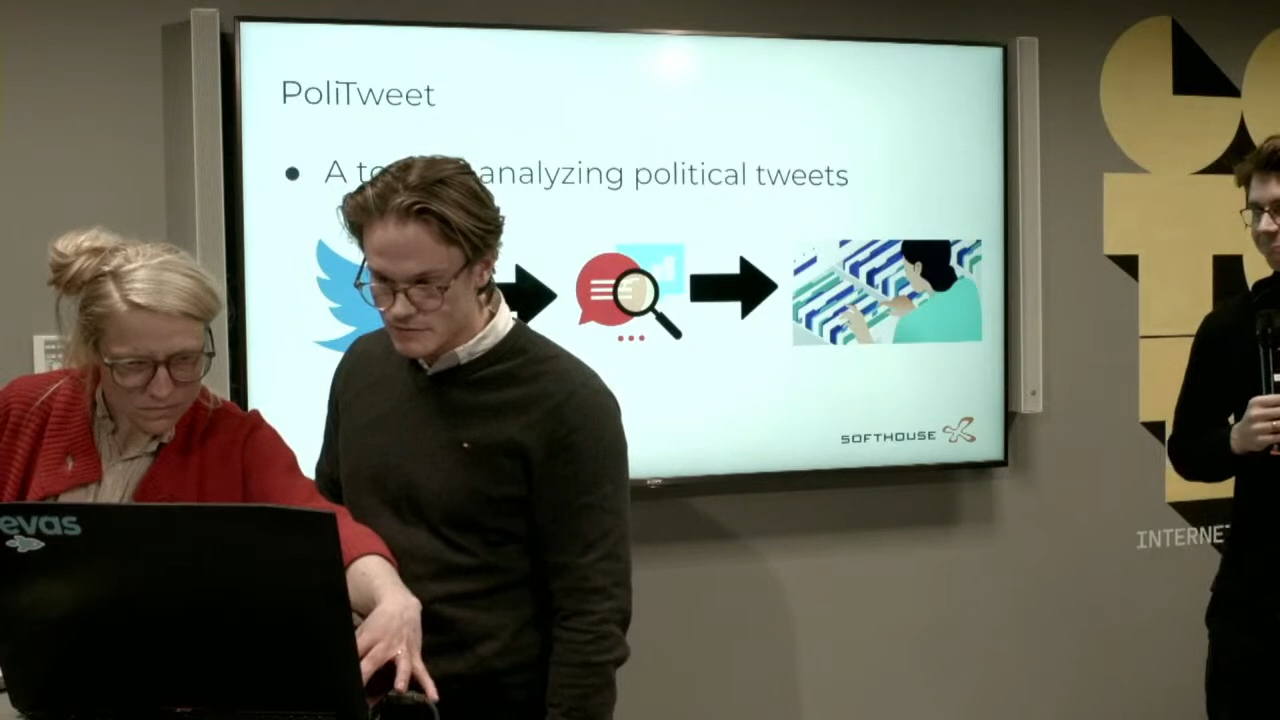 PoliTweet
• A to analyzing political tweets
SOFTHOUSE
evas
INTERNET